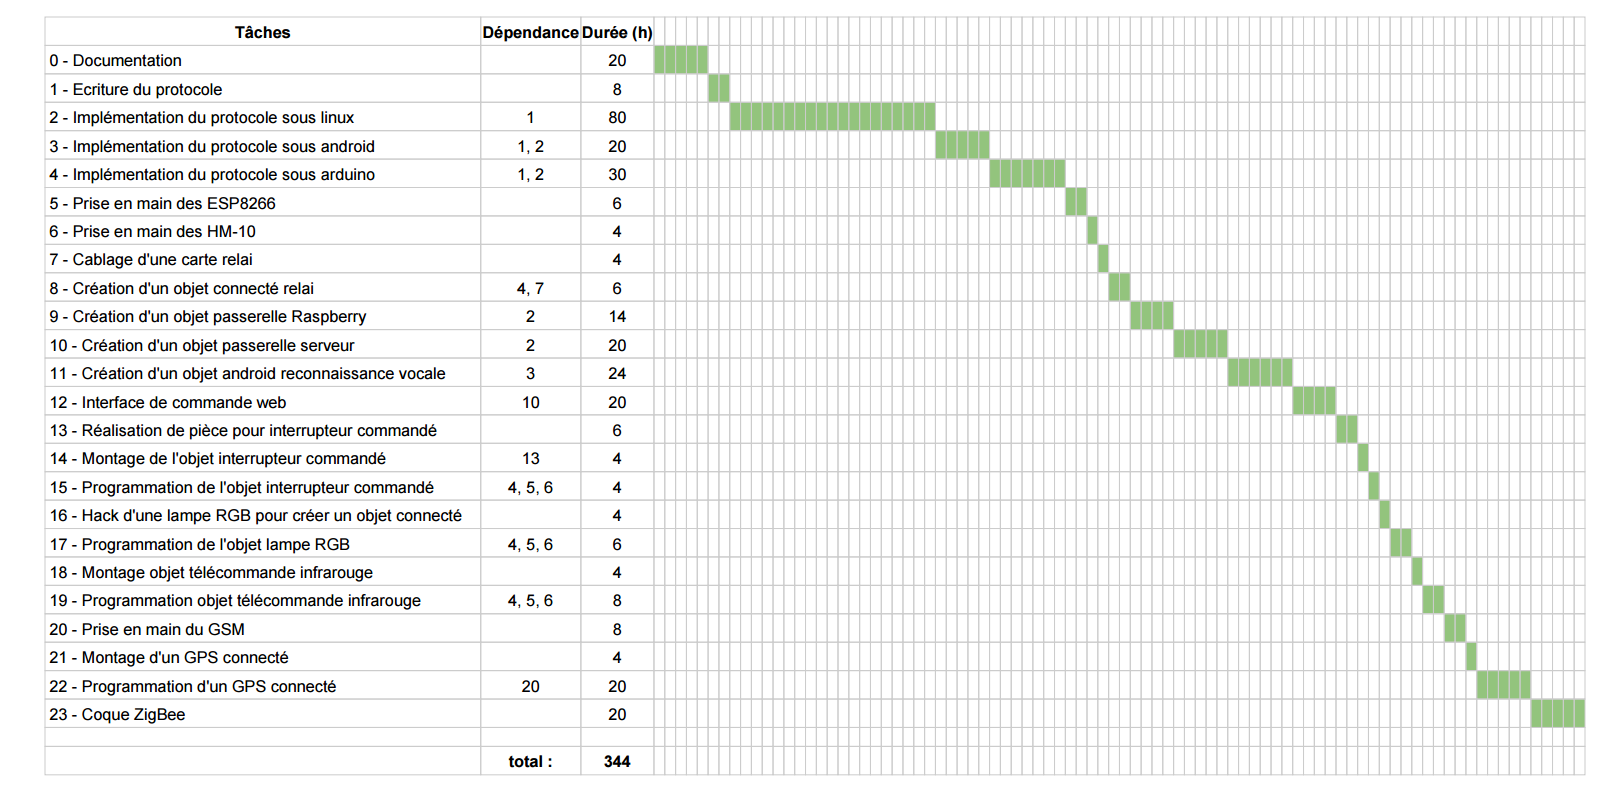 Tâches Dépendance Durée (h)
0 - Documentation 20
1 - Ecriture du protocole 8
2 - Implémentation du protocole sous linux 1 80
3 - Implémentation du protocole sous android 1, 2 20
4 - Implémentation du protocole sous arduino 1, 2 30
5 - Prise en main des ESP8266 6
6 - Prise en main des HM-10 4
7 - Cablage d'une carte relai 4
8 - Création d'un objet connecté relai 4, 7 6
9 - Création d'un objet passerelle Raspberry 2 14
10 - Création d'un objet passerelle serveur 2 20
11 - Création d'un objet android reconnaissance vocale 3 24
12 - Interface de commande web 10 20
13 - Réalisation de pièce pour interrupteur commandé 6
14 - Montage de l'objet interrupteur commandé 13 4
15 - Programmation de l'objet interrupteur commandé 4, 5, 6 4
16 - Hack d'une lampe RGB pour créer un objet connecté 4
17 - Programmation de l'objet lampe RGB 4, 5, 6 6
18 - Montage objet télécommande infrarouge 4
19 - Programmation objet télécommande infrarouge 4, 5, 6 8
20 - Prise en main du GSM 8
21 - Montage d'un GPS connecté 4
22 - Programmation d'un GPS connecté 20 20
23 - Coque ZigBee 20
total : 344